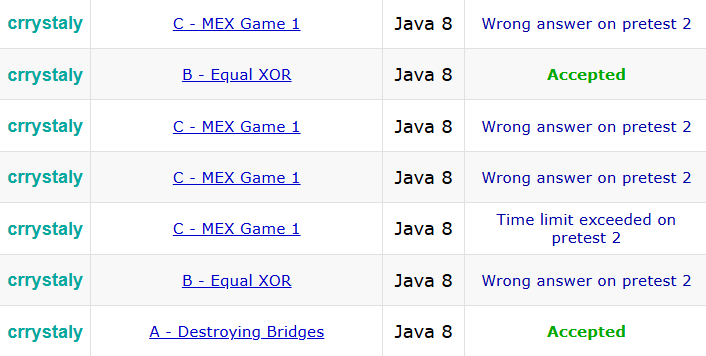 crrystaly C - MEX Game 1 Java 8 Wrong answer on pretest 2
crrystaly B - Equal XOR Java 8 Accepted
crrystaly C - MEX Game 1 Java 8 Wrong answer on pretest 2
crrystaly C - MEX Game 1 Java 8 Wrong answer on pretest 2
crrystaly C - MEX Game 1 Java 8 Time limit exceeded on
pretest 2
crrystaly B - Equal XOR Java 8 Wrong answer on pretest 2
crrystaly A - Destroying Bridges Java 8 Accepted